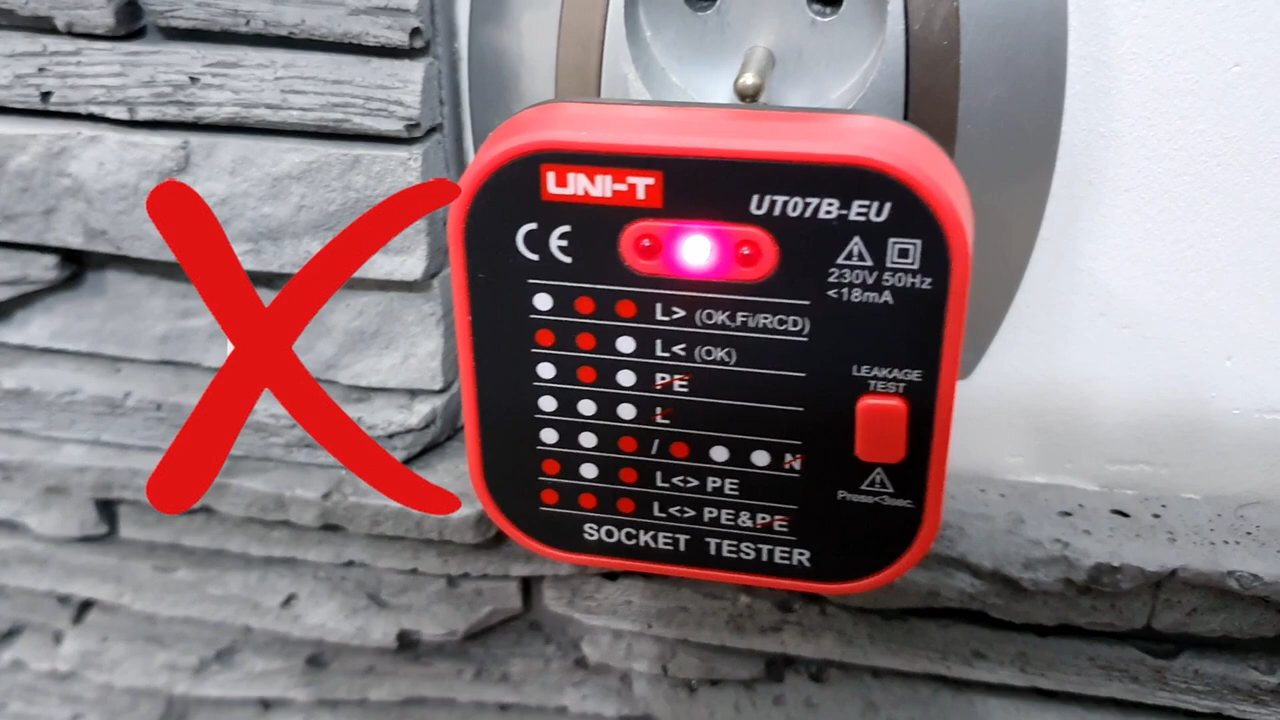 UNI-T
UT07B-EU
CE
230V 50Hz
<18mA
L> (OK,Fi/RCD)
L< (OK)
PE
L
/ N
L<> PE
L<> PE&PE
LEAKAGE
TEST
Press<3sec.
SOCKET TESTER